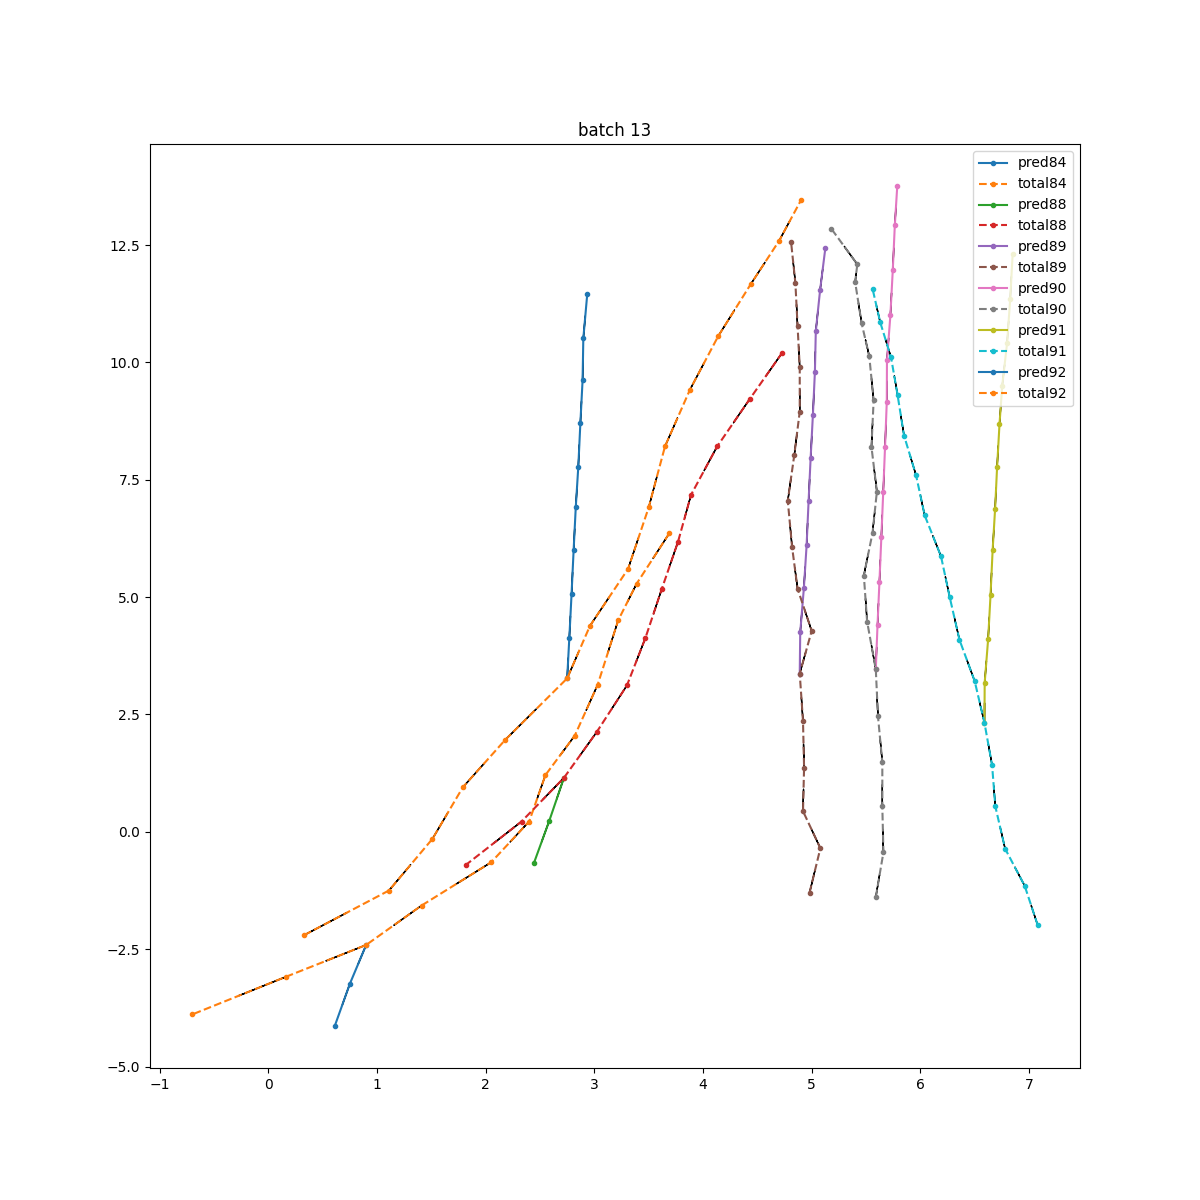 batch 13
pred84
total84
pred88
total88
pred89
total89
pred90
total90
pred91
total91
pred92
total92
12.5
10.0
7.5
5.0
2.5
0.0
−2.5
−5.0
−1 0 1 2 3 4 5 6 7